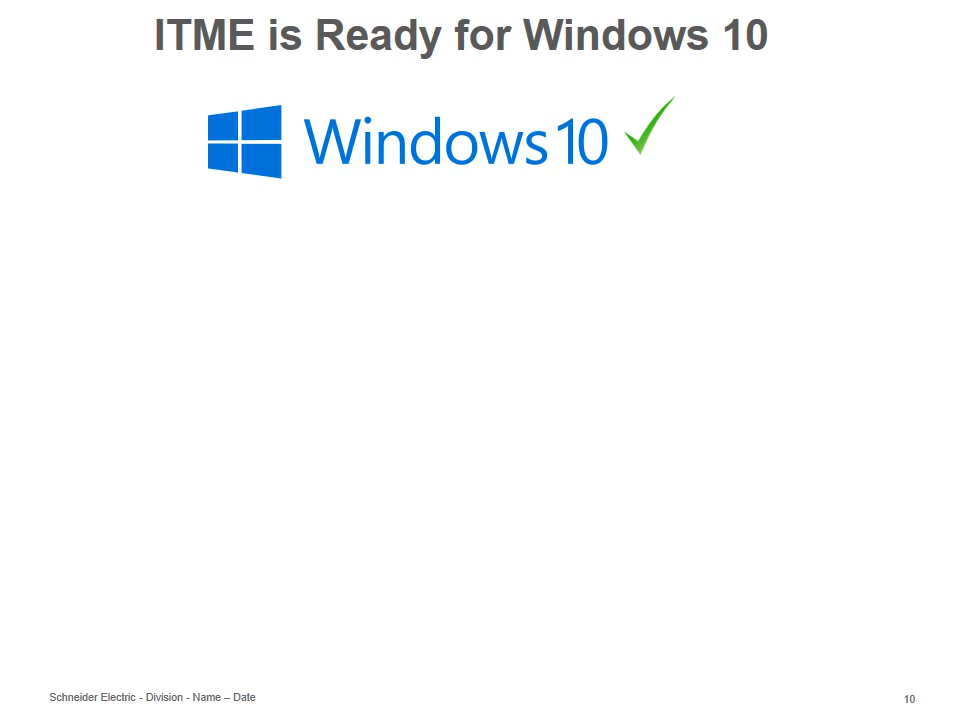 ITME is Ready for Windows 10
Windows 10
Schneider Electric - Division - Name – Date
10